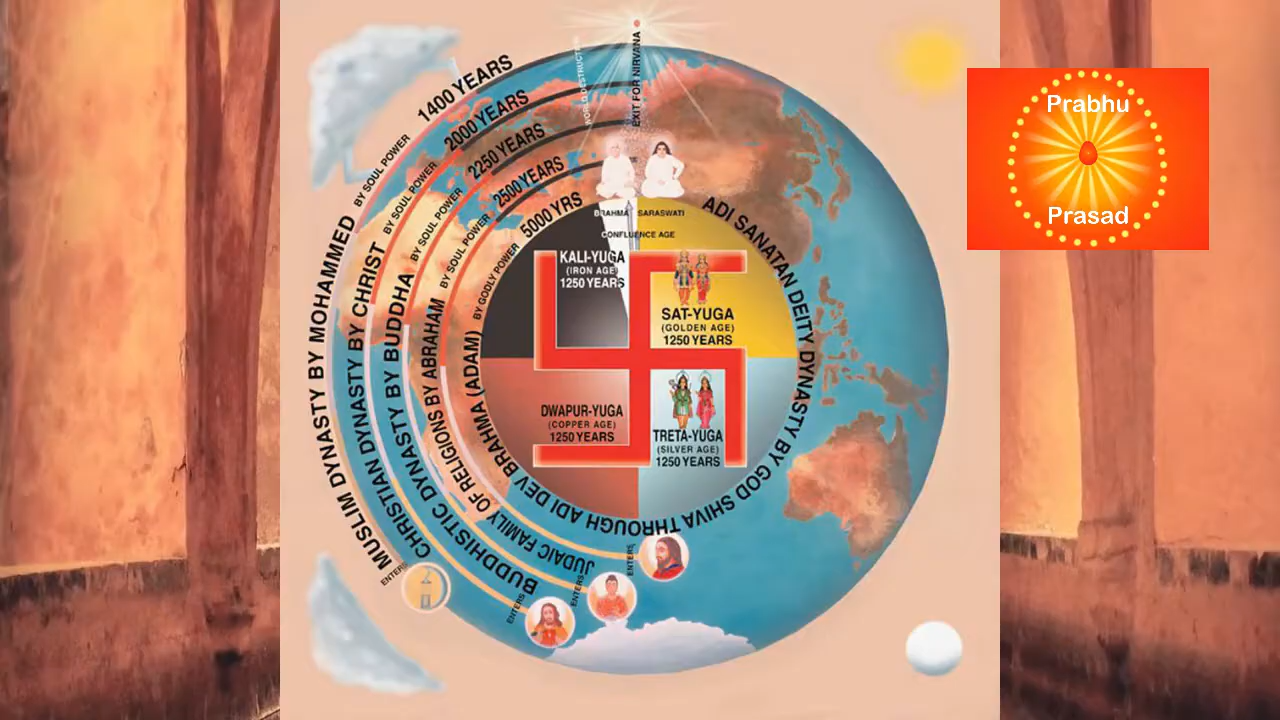 1400 YEARS
2000 YEARS
2250 YEARS
2500 YEARS
5000 YRS
BY SOUL POWER
BY SOUL POWER
BY SOUL POWER
BY SOUL POWER
BY GODLY POWER
MUSLIM DYNASTY BY MOHAMMED
CHRISTIAN DYNASTY BY CHRIST
BUDDHISTIC DYNASTY BY BUDDHA
JUDAIC FAMILY OF RELIGIONS BY ABRAHAM
ADI SANATAN DEITY DYNASTY BY GOD SHIVA THROUGH ADI DEV BRAHMA (ADAM)
EXIT FOR NIRVANA
BRAHMA SARASWATI
CONFLUENCE AGE
KALI-YUGA
(IRON AGE)
1250 YEARS
SAT-YUGA
(GOLDEN AGE)
1250 YEARS
DWAPUR-YUGA
(COPPER AGE)
1250 YEARS
TRETA-YUGA
(SILVER AGE)
1250 YEARS
ENTERS
ENTERS
ENTERS
ENTERS
Prabhu
Prasad